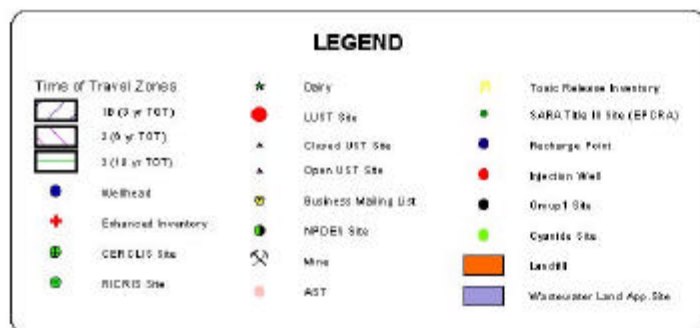 LEGEND
Time of Travel Zones
1B (3 yr TOT)
2 (6 yr TOT)
3 (10 yr TOT)
Wellhead
Enhanced Inventory
CERCLIS Site
RICRIS Site
Dairy
LUST Site
Closed UST Site
Open UST Site
Business Mailing List
NPDES Site
Mine
AST
Toxic Release Inventory
SARA Title III Site (EPCRA)
Recharge Point
Injection Well
Group1 Site
Cyanide Site
Landfill
Wastewater Land App.Site